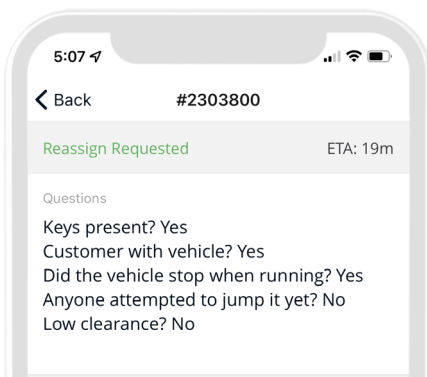 5:07
Back
#2303800
Reassign Requested
ETA: 19m
Questions
Keys present? Yes
Customer with vehicle? Yes
Did the vehicle stop when running? Yes
Anyone attempted to jump it yet? No
Low clearance? No